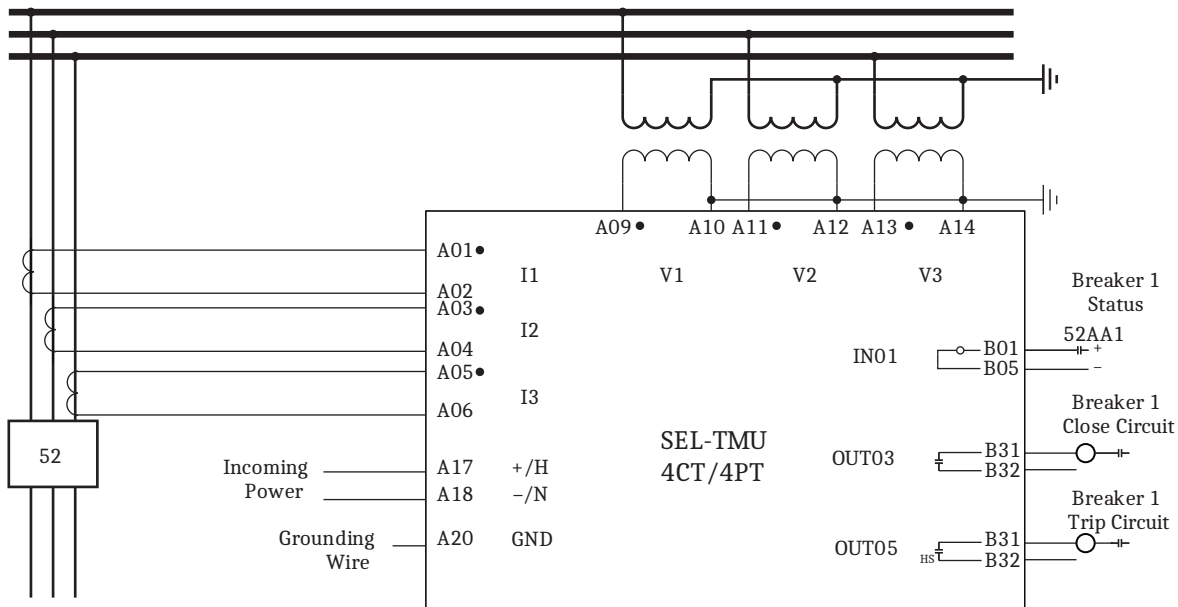 A09 A10 A11 A12 A13 A14
V1 V2 V3
A01
I1
A02
A03
I2
A04
A05
I3
A06
52
Incoming
Power
A17 +/H
A18 −/N
Grounding
Wire
A20 GND
SEL-TMU
4CT/4PT
Breaker 1
Status
52AA1
IN01
B01 +
B05 −
Breaker 1
Close Circuit
OUT03
B31
B32
Breaker 1
Trip Circuit
OUT05
HS
B31
B32